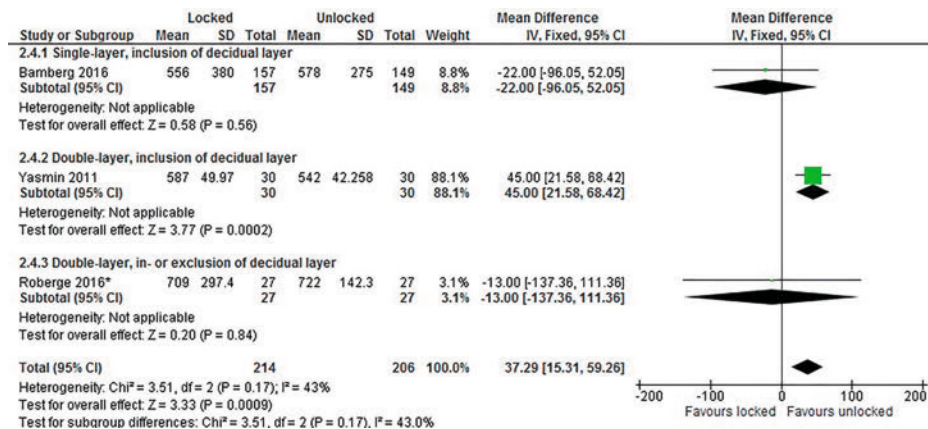 Locked Unlocked Mean Difference Mean Difference
Study or Subgroup Mean SD Total Mean SD Total Weight IV, Fixed, 95% CI IV, Fixed, 95% CI
2.4.1 Single-layer, inclusion of decidual layer
Bamberg 2016 556 380 157 578 275 149 8.8% -22.00 [-96.05, 52.05]
Subtotal (95% CI) 157 149 8.8% -22.00 [-96.05, 52.05]
Heterogeneity: Not applicable
Test for overall effect: Z = 0.58 (P = 0.56)
2.4.2 Double-layer, inclusion of decidual layer
Yasmin 2011 587 49.97 30 542 42.258 30 88.1% 45.00 [21.58, 68.42]
Subtotal (95% CI) 30 30 88.1% 45.00 [21.58, 68.42]
Heterogeneity: Not applicable
Test for overall effect: Z = 3.77 (P = 0.0002)
2.4.3 Double-layer, in- or exclusion of decidual layer
Roberge 2016* 709 297.4 27 722 142.3 27 3.1% -13.00 [-137.36, 111.36]
Subtotal (95% CI) 27 27 3.1% -13.00 [-137.36, 111.36]
Heterogeneity: Not applicable
Test for overall effect: Z = 0.20 (P = 0.84)
Total (95% CI) 214 206 100.0% 37.29 [15.31, 59.26]
Heterogeneity: Chi² = 3.51, df = 2 (P = 0.17); I² = 43%
Test for overall effect: Z = 3.33 (P = 0.0009)
Test for subgroup differences: Chi² = 3.51, df = 2 (P = 0.17), I² = 43.0%
-200 -100 0 100 200
Favours locked Favours unlocked